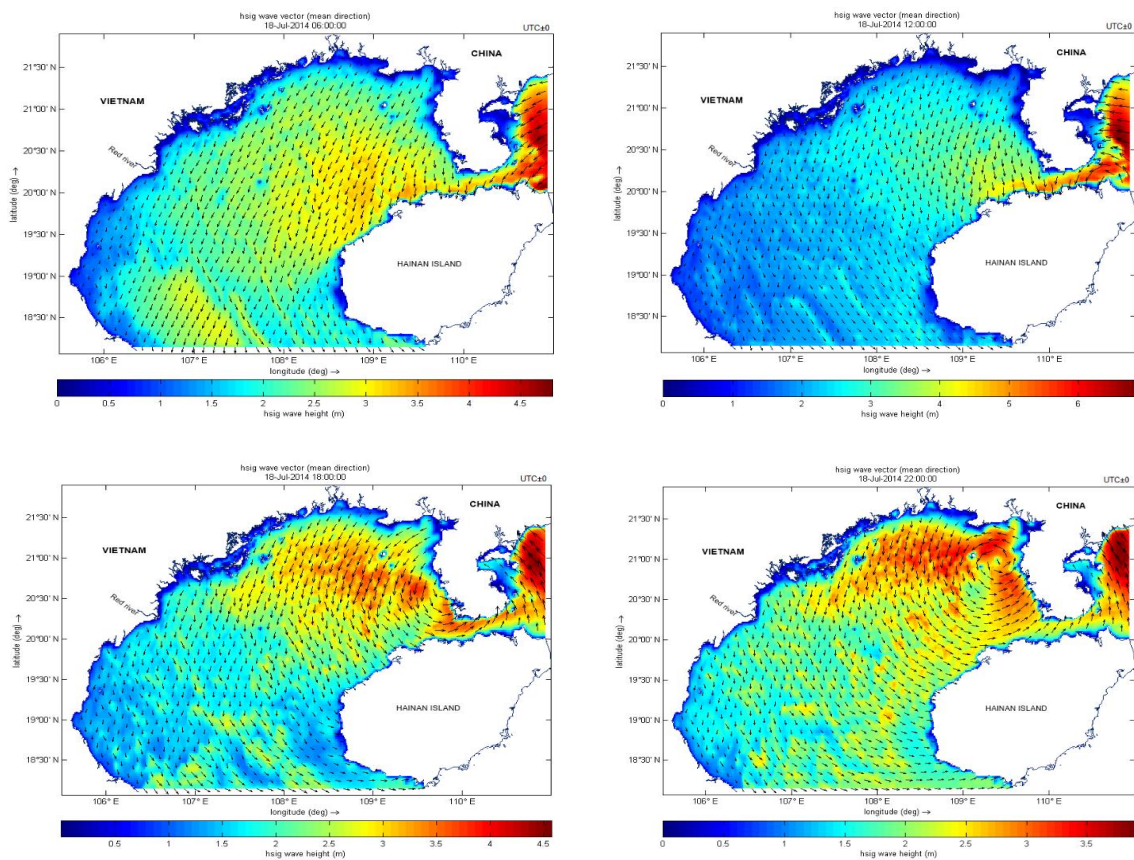 hsig wave vector (mean direction)
18-Jul-2014 06:00:00
UTC±0
CHINA
VIETNAM
Red river
HAINAN ISLAND
21°30' N
21°00' N
20°30' N
20°00' N
19°30' N
19°00' N
18°30' N
latitude (deg) →
106° E
107° E
108° E
109° E
110° E
longitude (deg) →
0 0.5 1 1.5 2 2.5 3 3.5 4 4.5
hsig wave height (m)
hsig wave vector (mean direction)
18-Jul-2014 12:00:00
UTC±0
CHINA
VIETNAM
Red river
HAINAN ISLAND
21°30' N
21°00' N
20°30' N
20°00' N
19°30' N
19°00' N
18°30' N
latitude (deg) →
106° E
107° E
108° E
109° E
110° E
longitude (deg) →
0 1 2 3 4 5 6
hsig wave height (m)
hsig wave vector (mean direction)
18-Jul-2014 18:00:00
UTC±0
CHINA
VIETNAM
Red river
HAINAN ISLAND
21°30' N
21°00' N
20°30' N
20°00' N
19°30' N
19°00' N
18°30' N
latitude (deg) →
106° E
107° E
108° E
109° E
110° E
longitude (deg) →
0.5 1 1.5 2 2.5 3 3.5 4 4.5
hsig wave height (m)
hsig wave vector (mean direction)
18-Jul-2014 22:00:00
UTC±0
CHINA
VIETNAM
Red river
HAINAN ISLAND
21°30' N
21°00' N
20°30' N
20°00' N
19°30' N
19°00' N
18°30' N
latitude (deg) →
106° E
107° E
108° E
109° E
110° E
longitude (deg) →
0.5 1 1.5 2 2.5 3 3.5
hsig wave height (m)